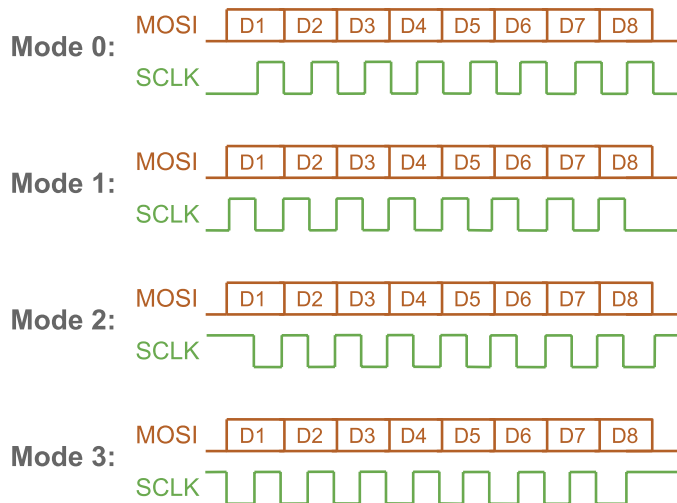 MOSI D1 D2 D3 D4 D5 D6 D7 D8
Mode 0:
SCLK
MOSI D1 D2 D3 D4 D5 D6 D7 D8
Mode 1:
SCLK
MOSI D1 D2 D3 D4 D5 D6 D7 D8
Mode 2:
SCLK
MOSI D1 D2 D3 D4 D5 D6 D7 D8
Mode 3:
SCLK